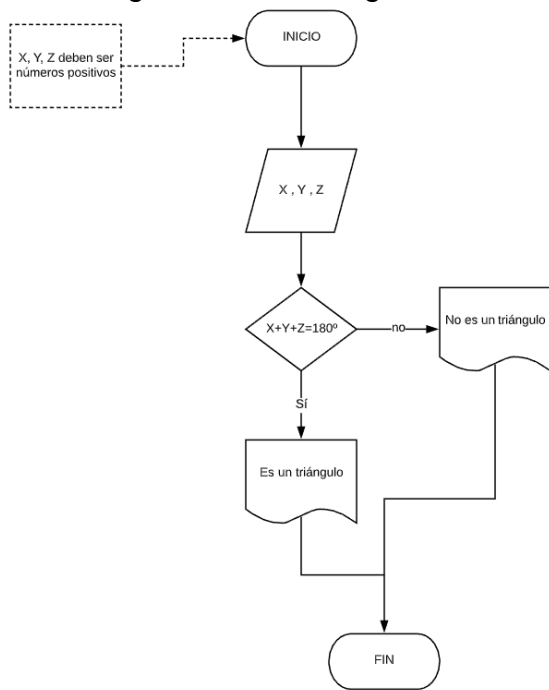 INICIO
X, Y, Z deben ser
números positivos
X , Y , Z
X+Y+Z=180º
no
No es un triángulo
Sí
Es un triángulo
FIN